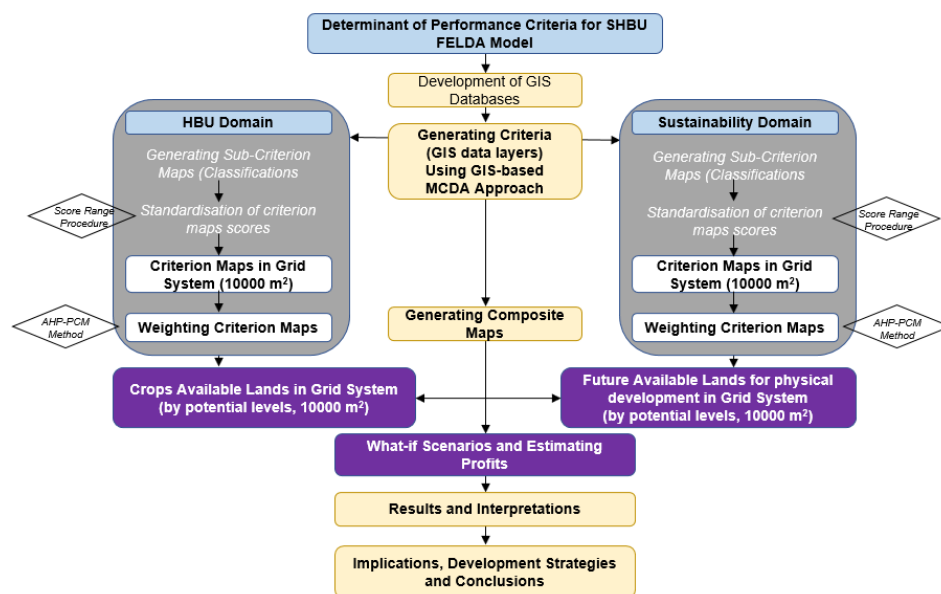 Determinant of Performance Criteria for SHBU
FELDA Model
Development of GIS
Databases
HBU Domain
Generating Sub-Criterion
Maps (Classifications
Score Range
Procedure
Standardisation of criterion
maps scores
Criterion Maps in Grid
System (10000 m²)
AHP-PCM
Method
Weighting Criterion Maps
Generating Criteria
(GIS data layers)
Using GIS-based
MCDA Approach
Generating Composite
Maps
Sustainability Domain
Generating Sub-Criterion
Maps (Classifications
Standardisation of criterion
maps scores
Score Range
Procedure
Criterion Maps in Grid
System (10000 m²)
Weighting Criterion Maps
AHP-PCM
Method
Crops Available Lands in Grid System
(by potential levels, 10000 m²)
Future Available Lands for physical
development in Grid System
(by potential levels, 10000 m²)
What-if Scenarios and Estimating
Profits
Results and Interpretations
Implications, Development Strategies
and Conclusions